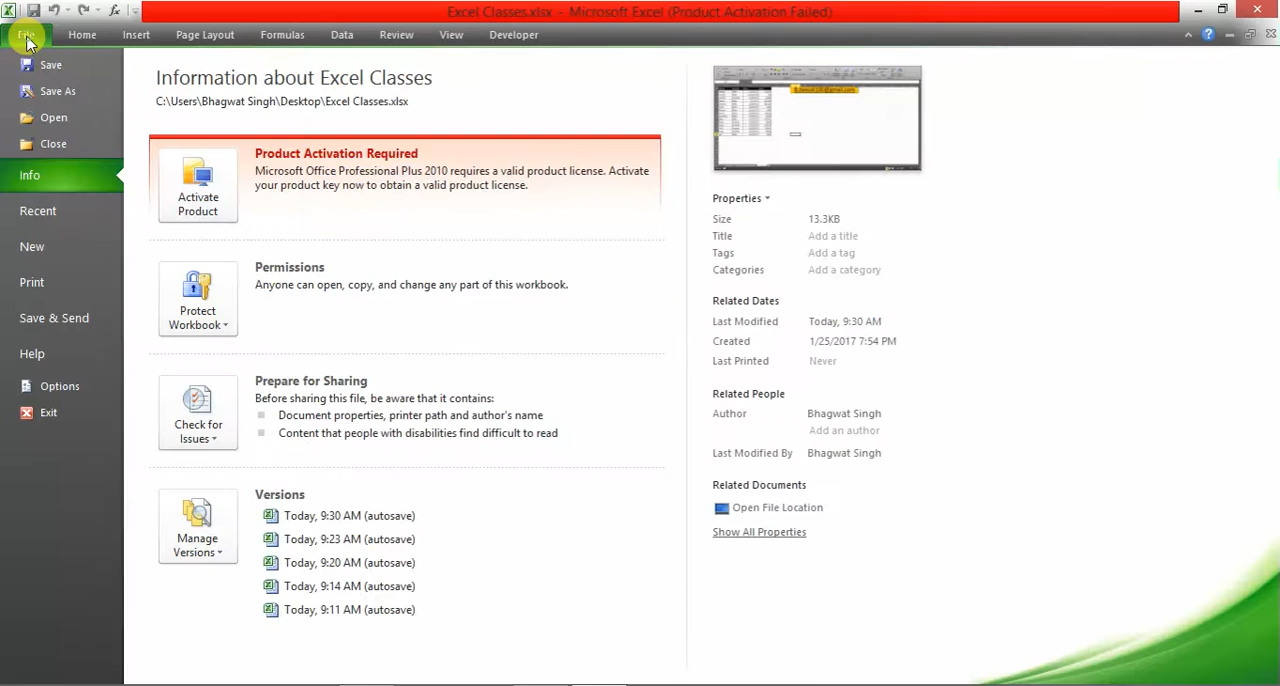 Excel Classes.xlsx - Microsoft Excel (Product Activation Failed)
File Home Insert Page Layout Formulas Data Review View Developer
Save
Save As
Open
Close
Info
Recent
New
Print
Save & Send
Help
Options
Exit
Information about Excel Classes
C:\Users\Bhagwat Singh\Desktop\Excel Classes.xlsx
Activate
Product
Product Activation Required
Microsoft Office Professional Plus 2010 requires a valid product license. Activate
your product key now to obtain a valid product license.
Protect
Workbook
Permissions
Anyone can open, copy, and change any part of this workbook.
Check for
Issues
Prepare for Sharing
Before sharing this file, be aware that it contains:
Document properties, printer path and author's name
Content that people with disabilities find difficult to read
Manage
Versions
Versions
Today, 9:30 AM (autosave)
Today, 9:23 AM (autosave)
Today, 9:20 AM (autosave)
Today, 9:14 AM (autosave)
Today, 9:11 AM (autosave)
Properties
Size 13.3KB
Title Add a title
Tags Add a tag
Categories Add a category
Related Dates
Last Modified Today, 9:30 AM
Created 1/25/2017 7:54 PM
Last Printed Never
Related People
Author Bhagwat Singh
Add an author
Last Modified By Bhagwat Singh
Related Documents
Open File Location
Show All Properties